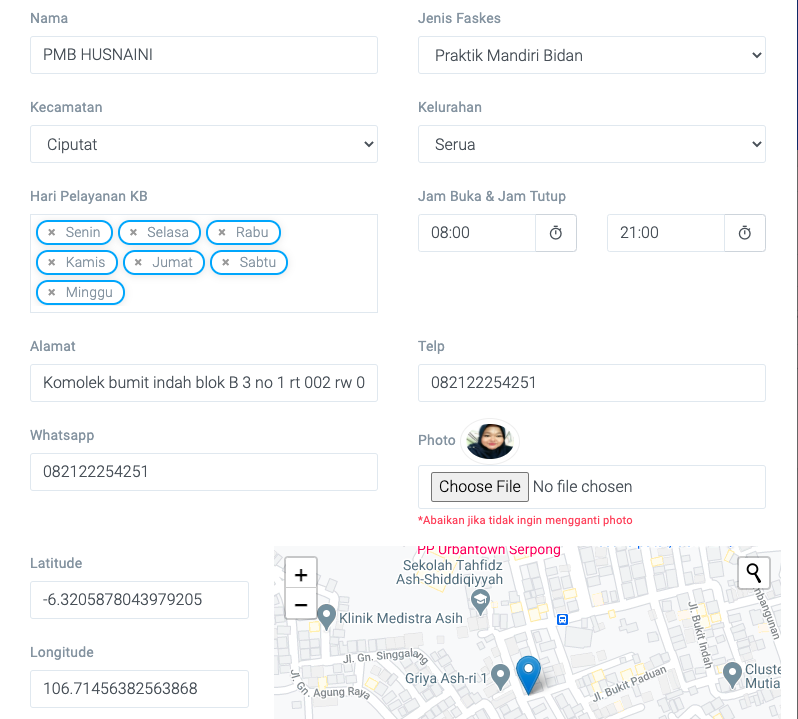 Nama
Jenis Faskes
PMB HUSNAINI
Praktik Mandiri Bidan
Kecamatan
Kelurahan
Ciputat
Serua
Hari Pelayanan KB
Jam Buka & Jam Tutup
× Senin × Selasa × Rabu
08:00
21:00
× Kamis × Jumat × Sabtu
× Minggu
Alamat
Telp
Komolek bumit indah blok B 3 no 1 rt 002 rw 0
082122254251
Whatsapp
Photo
082122254251
Choose File No file chosen
*Abaikan jika tidak ingin mengganti photo
Latitude
-6.3205878043979205
Longitude
106.71456382563868
+
−
PP Urbantown Serpong
Sekolah Tahfidz
Ash-Shiddiqiyyah
Klinik Medistra Asih
Jl. Gn. Singgalang
Griya Ash-ri 1
Jl. Gn. Agung Raya
Jl. Bukit Indah
Jl. Bukit Paduan
Cluste
Mutia